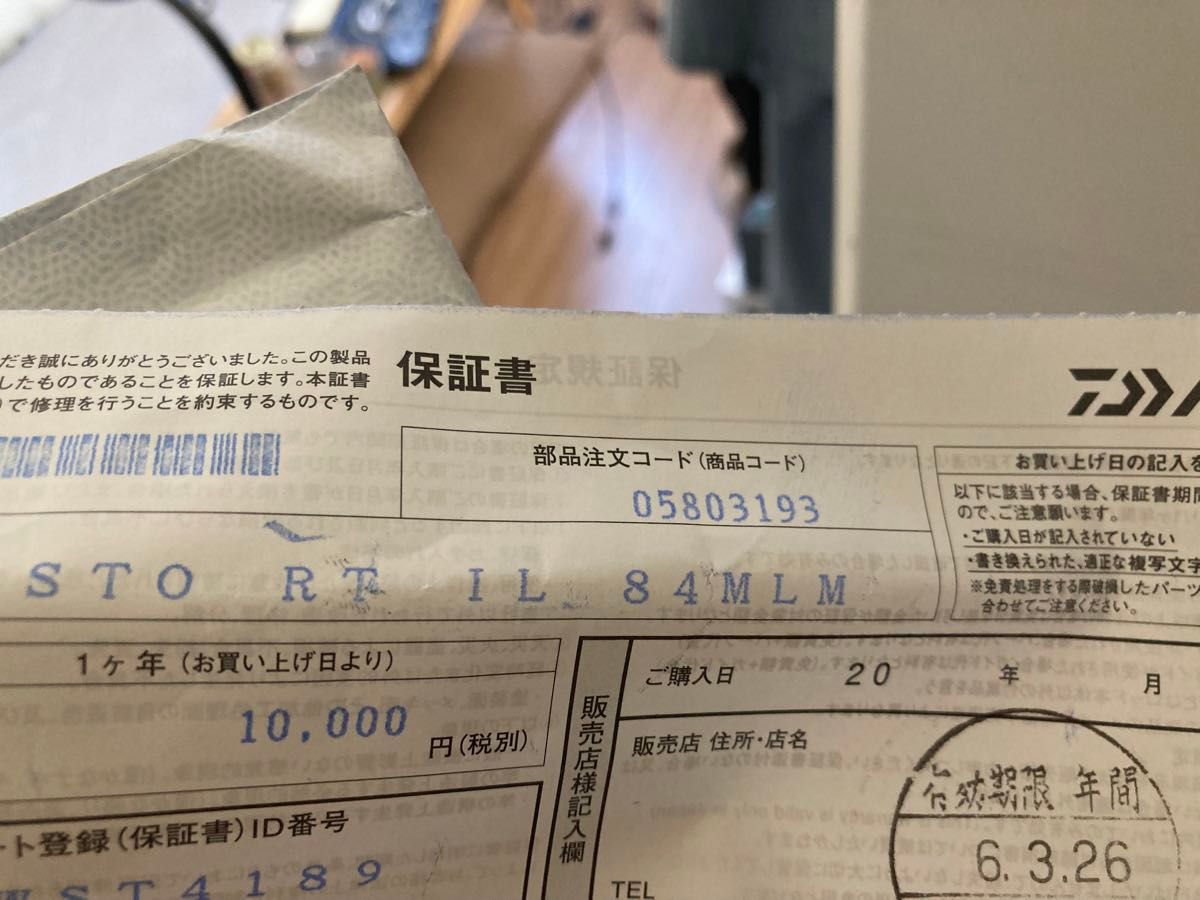 だき誠にありがとうございました。この製品
したものであることを保証します。本証書
)で修理を行うことを約束するものです。
保証書
部品注文コード(商品コード)
05803193
STO RT IL 84MLM
お買い上げ日の記入を
以下に該当する場合、保証書期間
ので、ご注意願います。
・ご購入日が記入されていない
・書き換えられた、適正な複写文字
※免責処理をする際破損したパーツ
合わせてご注意ください。
1ヶ年(お買い上げ日より)
10,000
円(税別)
ート登録(保証書)ID番号
ST4189
販売店様記入欄
ご購入日 20 年 月
販売店 住所・店名
TEL
有効期限 年間
6.3.26